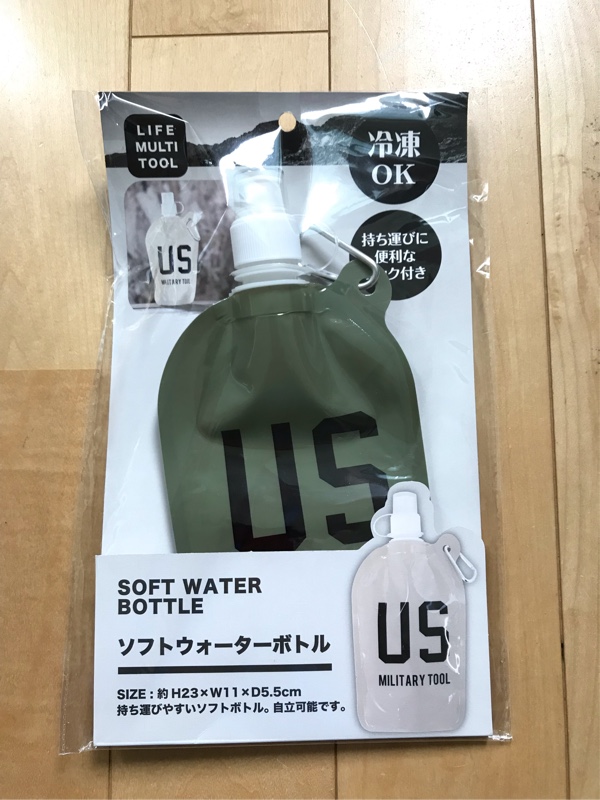 LIFE
MULTI
TOOL
冷凍
OK
持ち運びに
便利な
ック付き
US
MILITARY TOOL
US
SOFT WATER
BOTTLE
ソフトウォーターボトル
SIZE : 約 H23×W11×D5.5cm
持ち運びやすいソフトボトル。自立可能です。
US
MILITARY TOOL